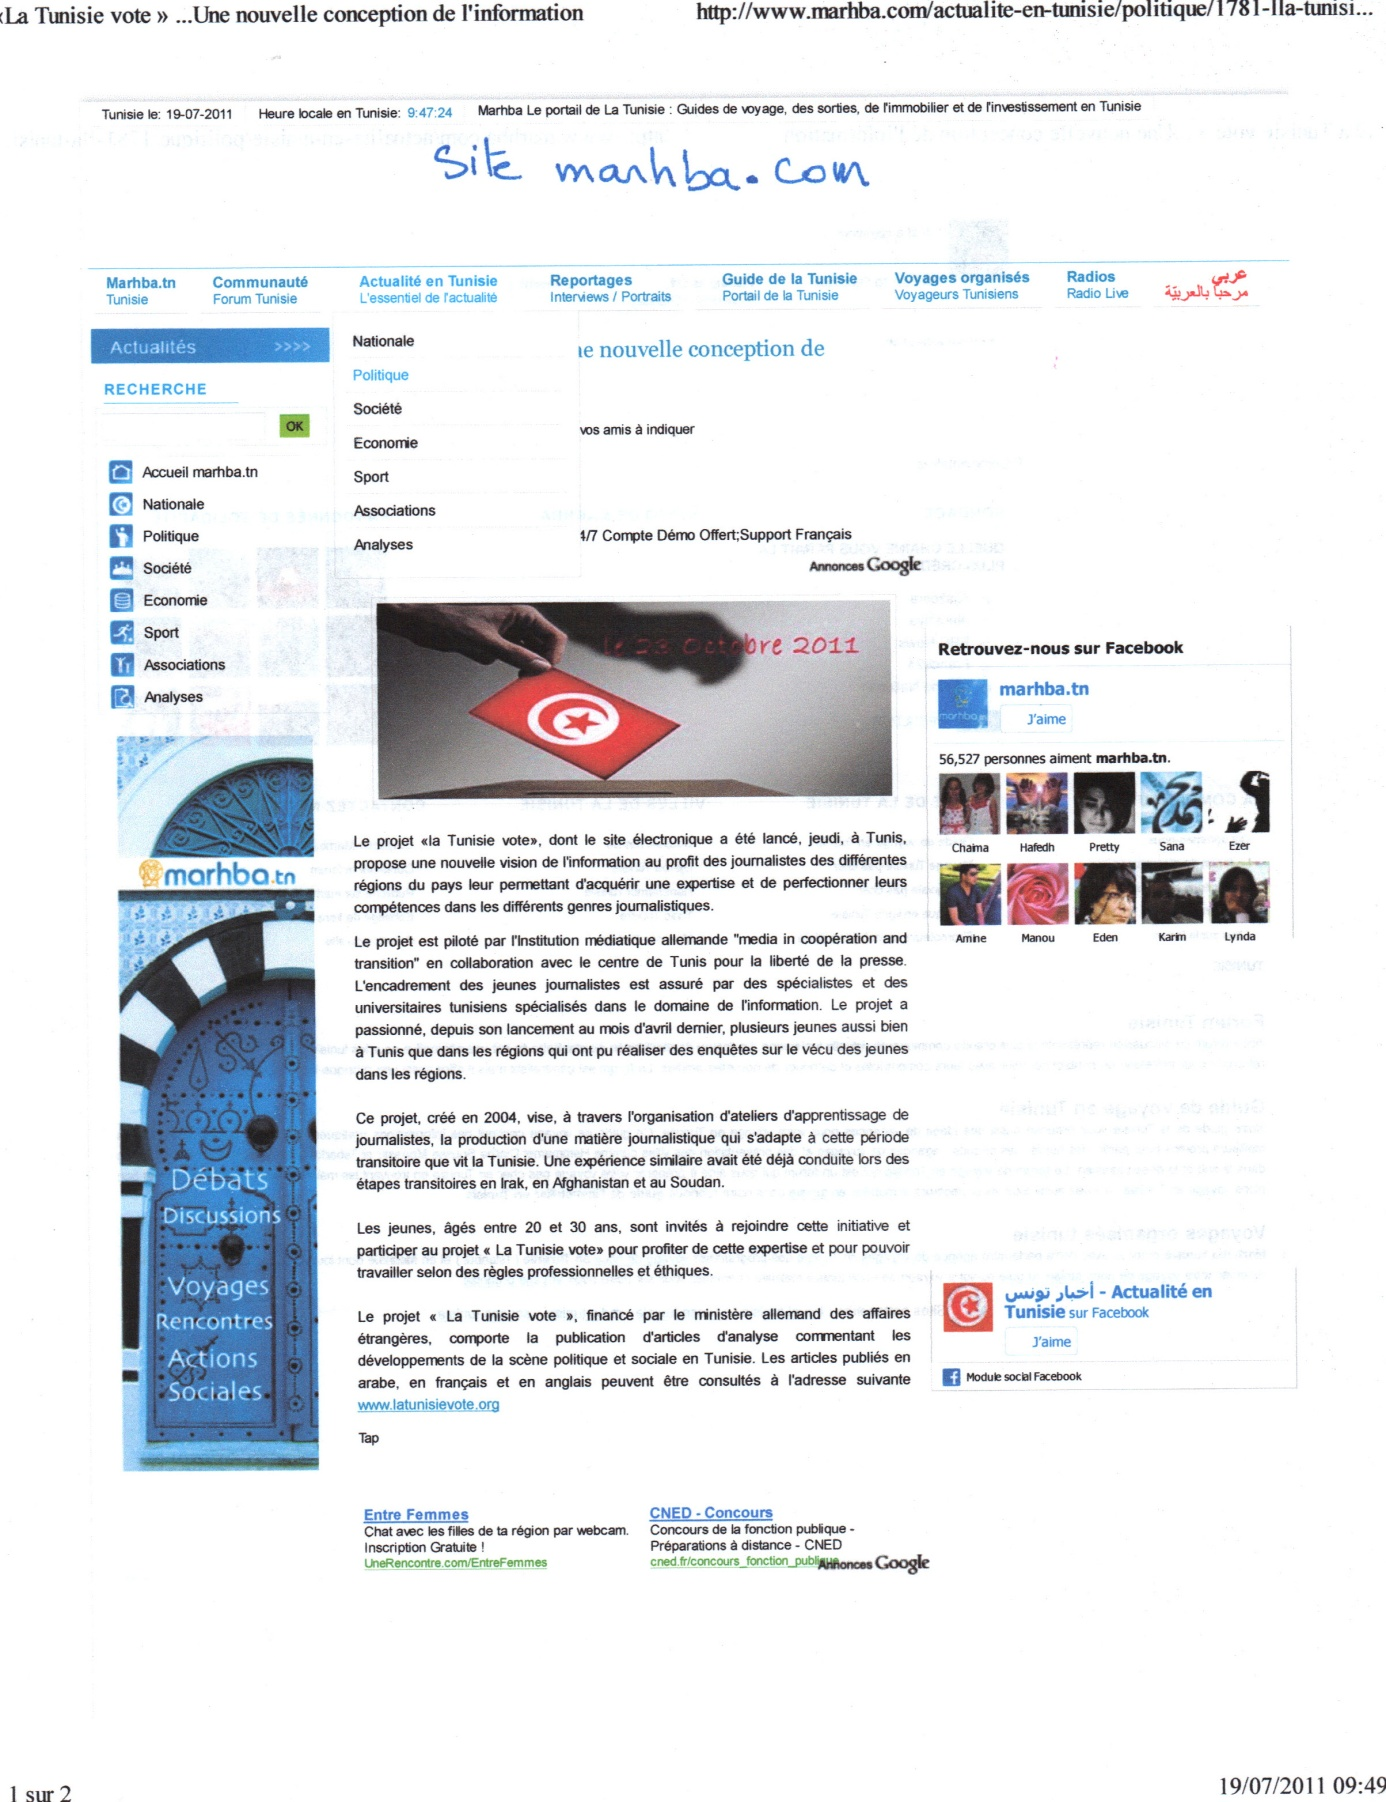 «La Tunisie vote » ...Une nouvelle conception de l'information
http://www.marhba.com/actualite-en-tunisie/politique/1781-lla-tunisi...
Tunisie le: 19-07-2011 Heure locale en Tunisie: 9:47:24 Marhba Le portail de La Tunisie : Guides de voyage, des sorties, de l'immobilier et de l'investissement en Tunisie
Site marhba.com
Marhba.tn
Tunisie
Communauté
Forum Tunisie
Actualité en Tunisie
L'essentiel de l'actualité
Reportages
Interviews / Portraits
Guide de la Tunisie
Portail de la Tunisie
Voyages organisés
Voyageurs Tunisiens
Radios
Radio Live
عربي
مرحبا بالعربيّة
Actualités >>>>
RECHERCHE
OK
Accueil marhba.tn
Nationale
Politique
Société
Economie
Sport
Associations
Analyses
marhba.tn
Débats
Discussions
Voyages
Rencontres
Actions
Sociales
Nationale
Politique
Société
Economie
Sport
Associations
Analyses
ne nouvelle conception de
vos amis à indiquer
4/7 Compte Démo Offert;Support Français
Annonces Google
le 23 Octobre 2011
Le projet «la Tunisie vote», dont le site électronique a été lancé, jeudi, à Tunis,
propose une nouvelle vision de l'information au profit des journalistes des différentes
régions du pays leur permettant d'acquérir une expertise et de perfectionner leurs
compétences dans les différents genres journalistiques.
Le projet est piloté par l'Institution médiatique allemande "media in coopération and
transition" en collaboration avec le centre de Tunis pour la liberté de la presse.
L'encadrement des jeunes journalistes est assuré par des spécialistes et des
universitaires tunisiens spécialisés dans le domaine de l'information. Le projet a
passionné, depuis son lancement au mois d'avril dernier, plusieurs jeunes aussi bien
à Tunis que dans les régions qui ont pu réaliser des enquêtes sur le vécu des jeunes
dans les régions.
Ce projet, créé en 2004, vise, à travers l'organisation d'ateliers d'apprentissage de
journalistes, la production d'une matière journalistique qui s'adapte à cette période
transitoire que vit la Tunisie. Une expérience similaire avait été déjà conduite lors des
étapes transitoires en Irak, en Afghanistan et au Soudan.
Les jeunes, âgés entre 20 et 30 ans, sont invités à rejoindre cette initiative et
participer au projet « La Tunisie vote» pour profiter de cette expertise et pour pouvoir
travailler selon des règles professionnelles et éthiques.
Le projet « La Tunisie vote », financé par le ministère allemand des affaires
étrangères, comporte la publication d'articles d'analyse commentant les
développements de la scène politique et sociale en Tunisie. Les articles publiés en
arabe, en français et en anglais peuvent être consultés à l'adresse suivante
www.latunisievote.org
Tap
Retrouvez-nous sur Facebook
marhba.tn
J'aime
56,527 personnes aiment marhba.tn.
Chaima Hafedh Pretty Sana Ezer
Amine Manou Eden Karim Lynda
أخبار تونس - Actualité en
Tunisie sur Facebook
J'aime
Module social Facebook
Entre Femmes
Chat avec les filles de ta région par webcam.
Inscription Gratuite !
UneRencontre.com/EntreFemmes
CNED - Concours
Concours de la fonction publique -
Préparations à distance - CNED
cned.fr/concours_fonction_publique
Annonces Google
1 sur 2
19/07/2011 09:49